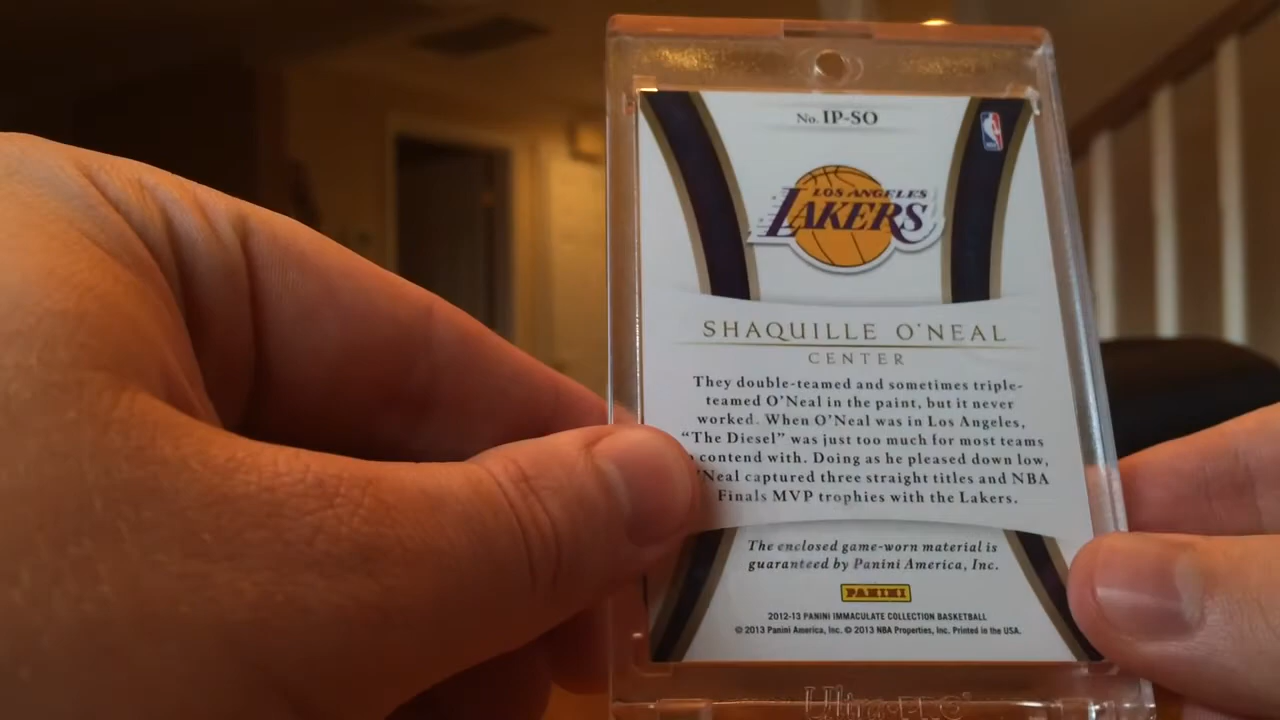 No. IP-SO
LOS ANGELES
LAKERS
SHAQUILLE O'NEAL
CENTER
They double-teamed and sometimes triple-
teamed O'Neal in the paint, but it never
worked. When O'Neal was in Los Angeles,
"The Diesel" was just too much for most teams
contend with. Doing as he pleased down low,
'Neal captured three straight titles and NBA
Finals MVP trophies with the Lakers.
The enclosed game-worn material is
guaranteed by Panini America, Inc.
PANINI
2012-13 PANINI IMMACULATE COLLECTION BASKETBALL
© 2013 Panini America, Inc. © 2013 NBA Properties, Inc. Printed in the USA.
Ultra PRO